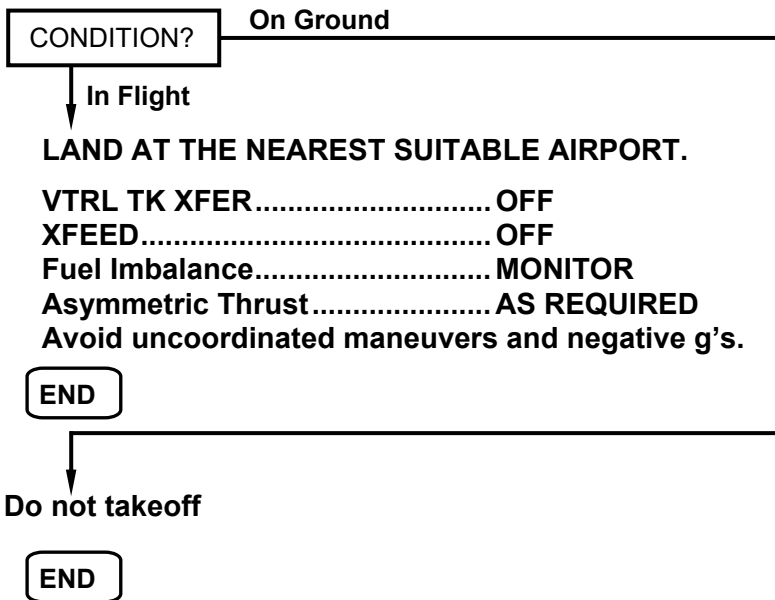 CONDITION?
On Ground
In Flight
LAND AT THE NEAREST SUITABLE AIRPORT.
VTRL TK XFER............................. OFF
XFEED........................................... OFF
Fuel Imbalance............................. MONITOR
Asymmetric Thrust...................... AS REQUIRED
Avoid uncoordinated maneuvers and negative g's.
END
Do not takeoff
END